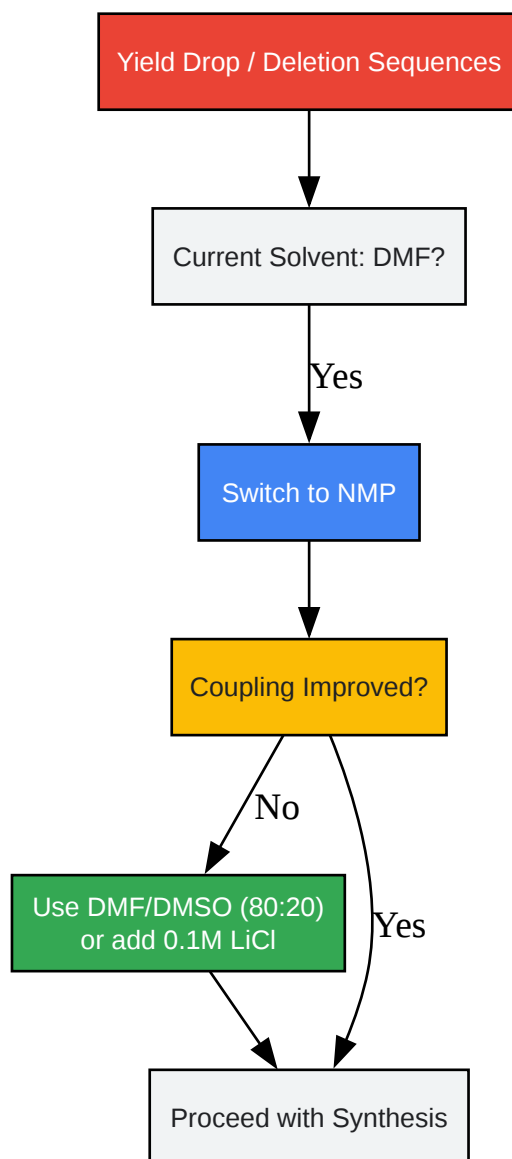 Yield Drop / Deletion Sequences
Current Solvent: DMF?
Yes
Switch to NMP
Coupling Improved?
No
Use DMF/DMSO (80:20)
or add 0.1M LiCl
Yes
Proceed with Synthesis